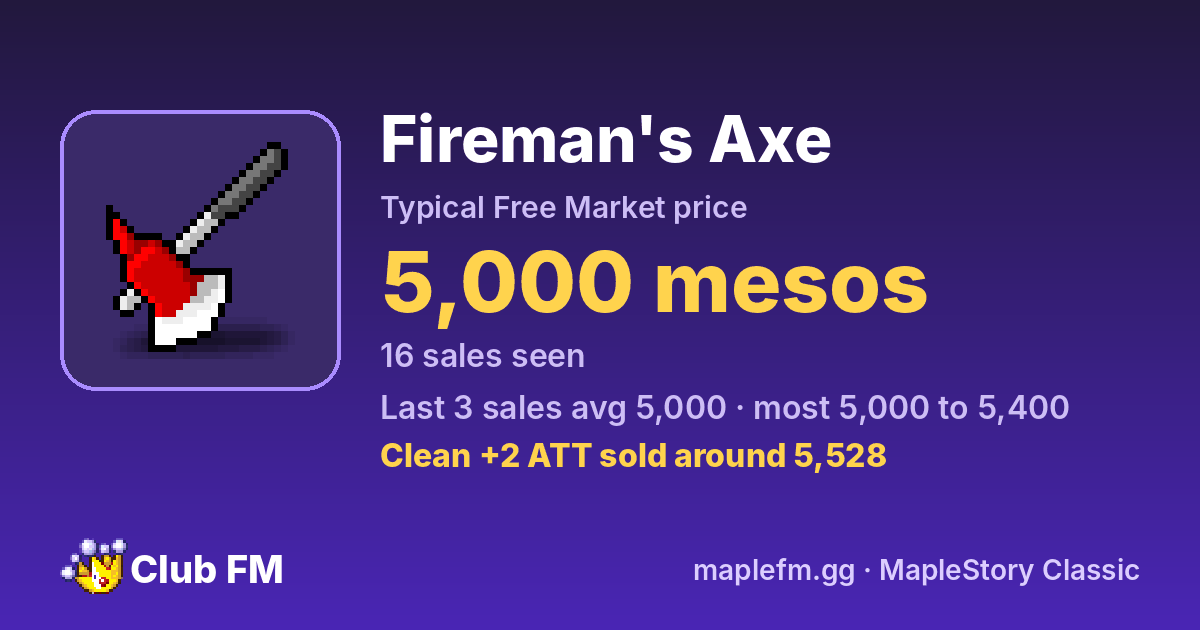 Fireman's Axe
Typical Free Market price
5,000 mesos
16 sales seen
Last 3 sales avg 5,000 · most 5,000 to 5,400
Clean +2 ATT sold around 5,528
Club FM
maplefm.gg · MapleStory Classic